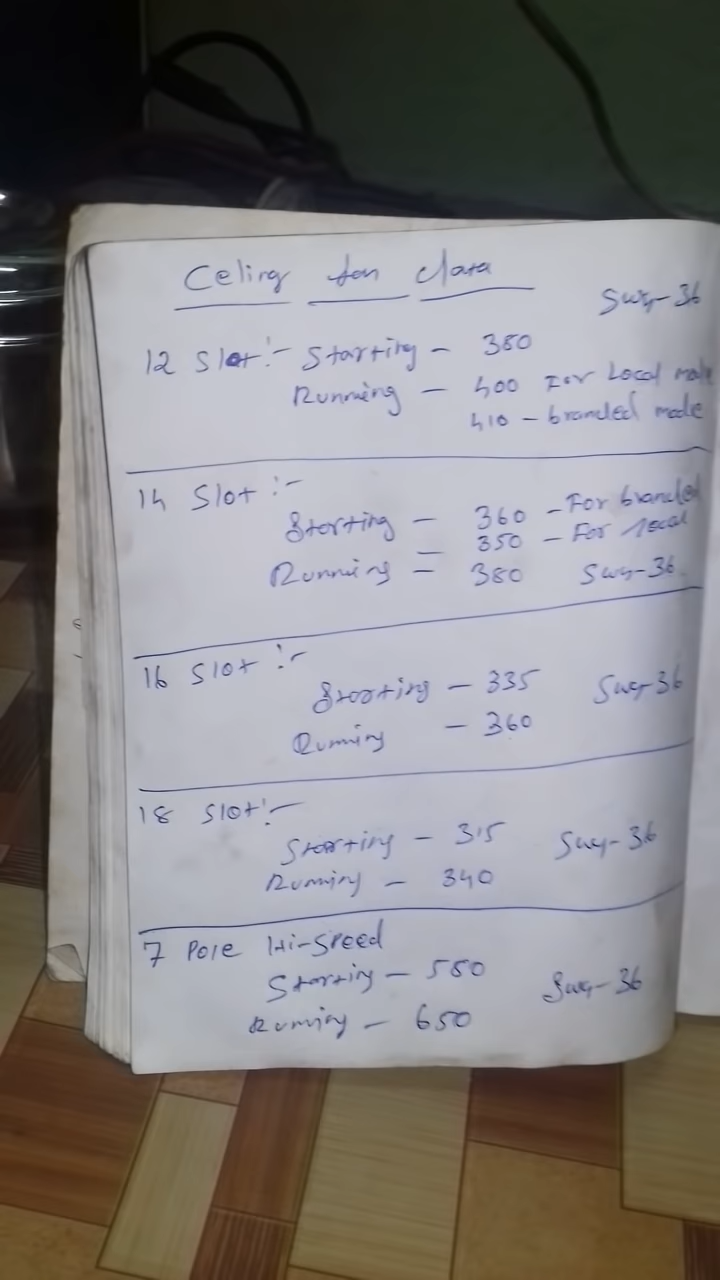 Celing fan data
Swg-36
12 Slot:- Starting - 380
Running - 400 For Local made
410 - branded made
14 Slot :-
Starting - 360 - For branded
350 - For local
Running = 380 Swg-36
16 Slot :-
Starting - 335 Swg-36
Running - 360
18 Slot:-
Starting - 315 Swg-36
Running - 340
7 Pole Hi-Speed
Starting - 550 Swg-36
Running - 650